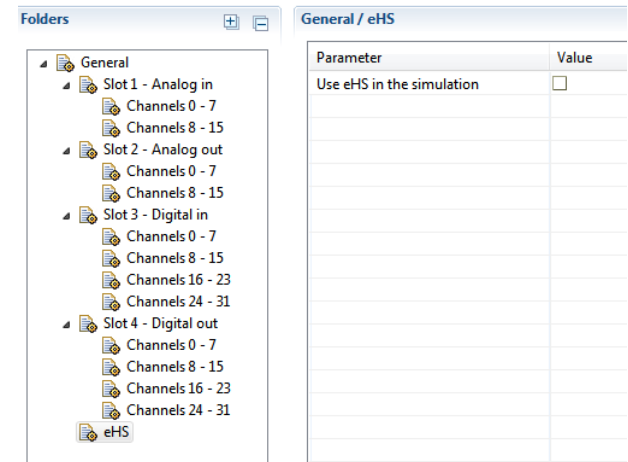 Folders
General
Slot 1 - Analog in
Channels 0 - 7
Channels 8 - 15
Slot 2 - Analog out
Channels 0 - 7
Channels 8 - 15
Slot 3 - Digital in
Channels 0 - 7
Channels 8 - 15
Channels 16 - 23
Channels 24 - 31
Slot 4 - Digital out
Channels 0 - 7
Channels 8 - 15
Channels 16 - 23
Channels 24 - 31
eHS
General / eHS
Parameter Value
Use eHS in the simulation